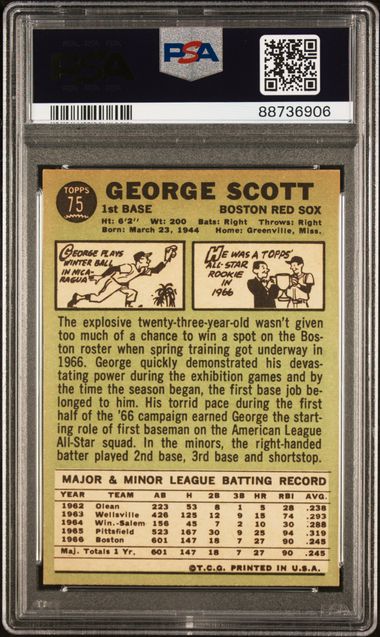 PSA
PSA
88736906
TOPPS
75
GEORGE SCOTT
1st BASE BOSTON RED SOX
Ht: 6'2" Wt: 200 Bats: Right Throws: Right
Born: March 23, 1944 Home: Greenville, Miss.
GEORGE PLAYS
WINTER BALL
IN NICA-
RAGUA
HE WAS A TOPPS'
ALL-STAR
ROOKIE
IN
1966
The explosive twenty-three-year-old wasn't given
too much of a chance to win a spot on the Bos-
ton roster when spring training got underway in
1966. George quickly demonstrated his devas-
tating power during the exhibition games and by
the time the season began, the first base job be-
longed to him. His torrid pace during the first
half of the '66 campaign earned George the start-
ing role of first baseman on the American League
All-Star squad. In the minors, the right-handed
batter played 2nd base, 3rd base and shortstop.
MAJOR & MINOR LEAGUE BATTING RECORD
YEAR TEAM AB H 2B 3B HR RBI AVG.
1962 Olean 223 53 8 1 5 28 .238
1963 Wellsville 426 125 12 9 15 74 .293
1964 Win.-Salem 156 45 7 2 10 30 .288
1965 Pittsfield 523 167 30 9 25 94 .319
1966 Boston 601 147 18 7 27 90 .245
Maj. Totals 1 Yr. 601 147 18 7 27 90 .245
©T.C.G. PRINTED IN U.S.A.
PSA